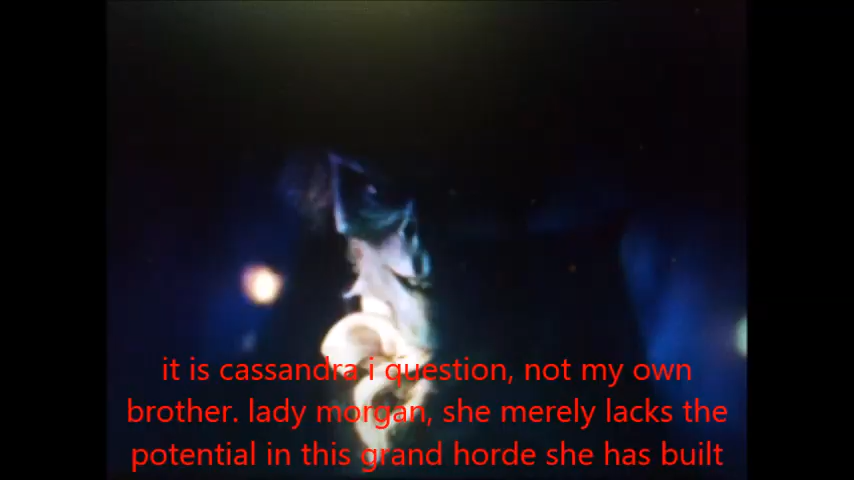 it is cassandra i question, not my own
brother. lady morgan, she merely lacks the
potential in this grand horde she has built